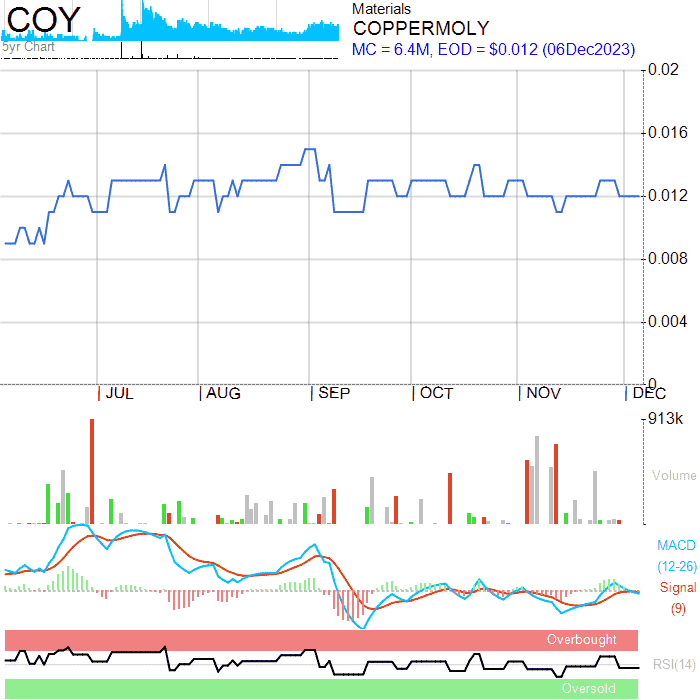 COY
5yr Chart
Materials
COPPERMOLY
MC = 6.4M, EOD = $0.012 (06Dec2023)
0.02
0.016
0.012
0.008
0.004
0
JUL AUG SEP OCT NOV DEC
913k
Volume
MACD
(12-26)
Signal
(9)
Overbought
RSI(14)
Oversold